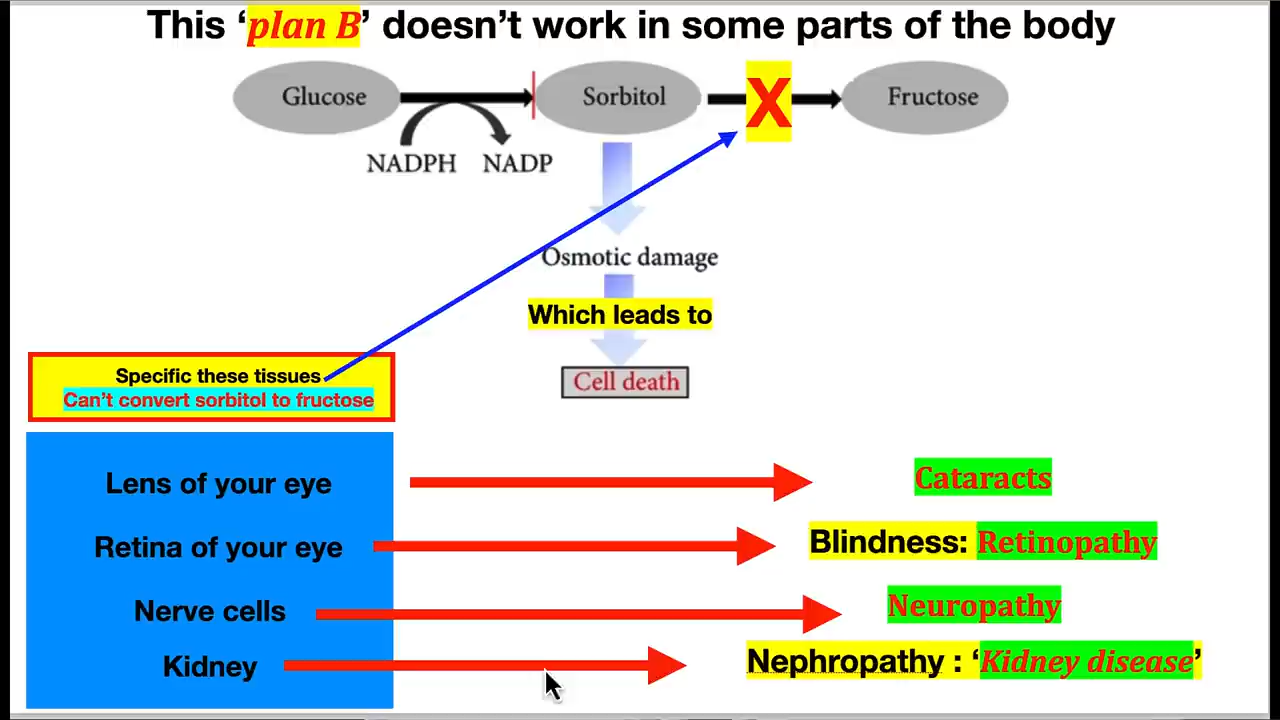 This ‘plan B’ doesn’t work in some parts of the body
Glucose
Sorbitol
X
Fructose
NADPH
NADP
Osmotic damage
Which leads to
Cell death
Specific these tissues
Can’t convert sorbitol to fructose
Lens of your eye
Cataracts
Retina of your eye
Blindness: Retinopathy
Nerve cells
Neuropathy
Kidney
Nephropathy : ‘Kidney disease’